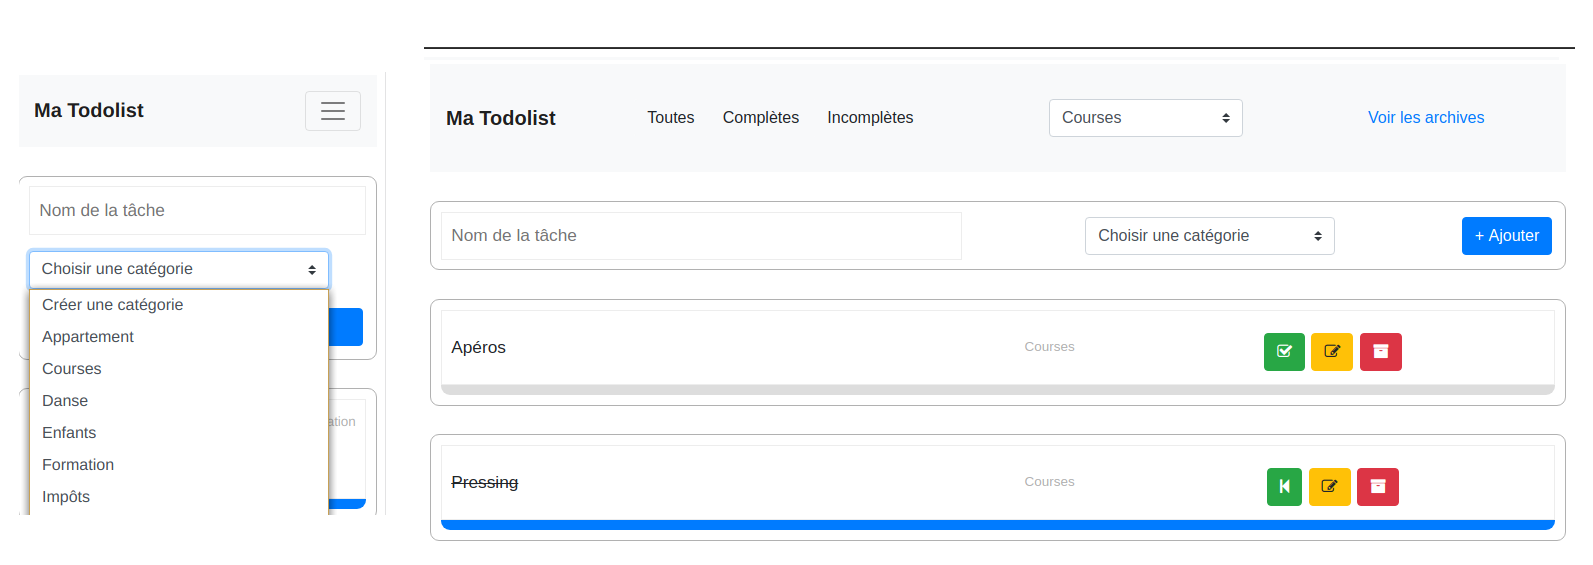 Ma Todolist
Nom de la tâche
Choisir une catégorie
Créer une catégorie
Appartement
Courses
Danse
Enfants
Formation
Impôts
Ma Todolist Toutes Complètes Incomplètes Courses Voir les archives
Nom de la tâche Choisir une catégorie + Ajouter
Apéros Courses
Pressing Courses